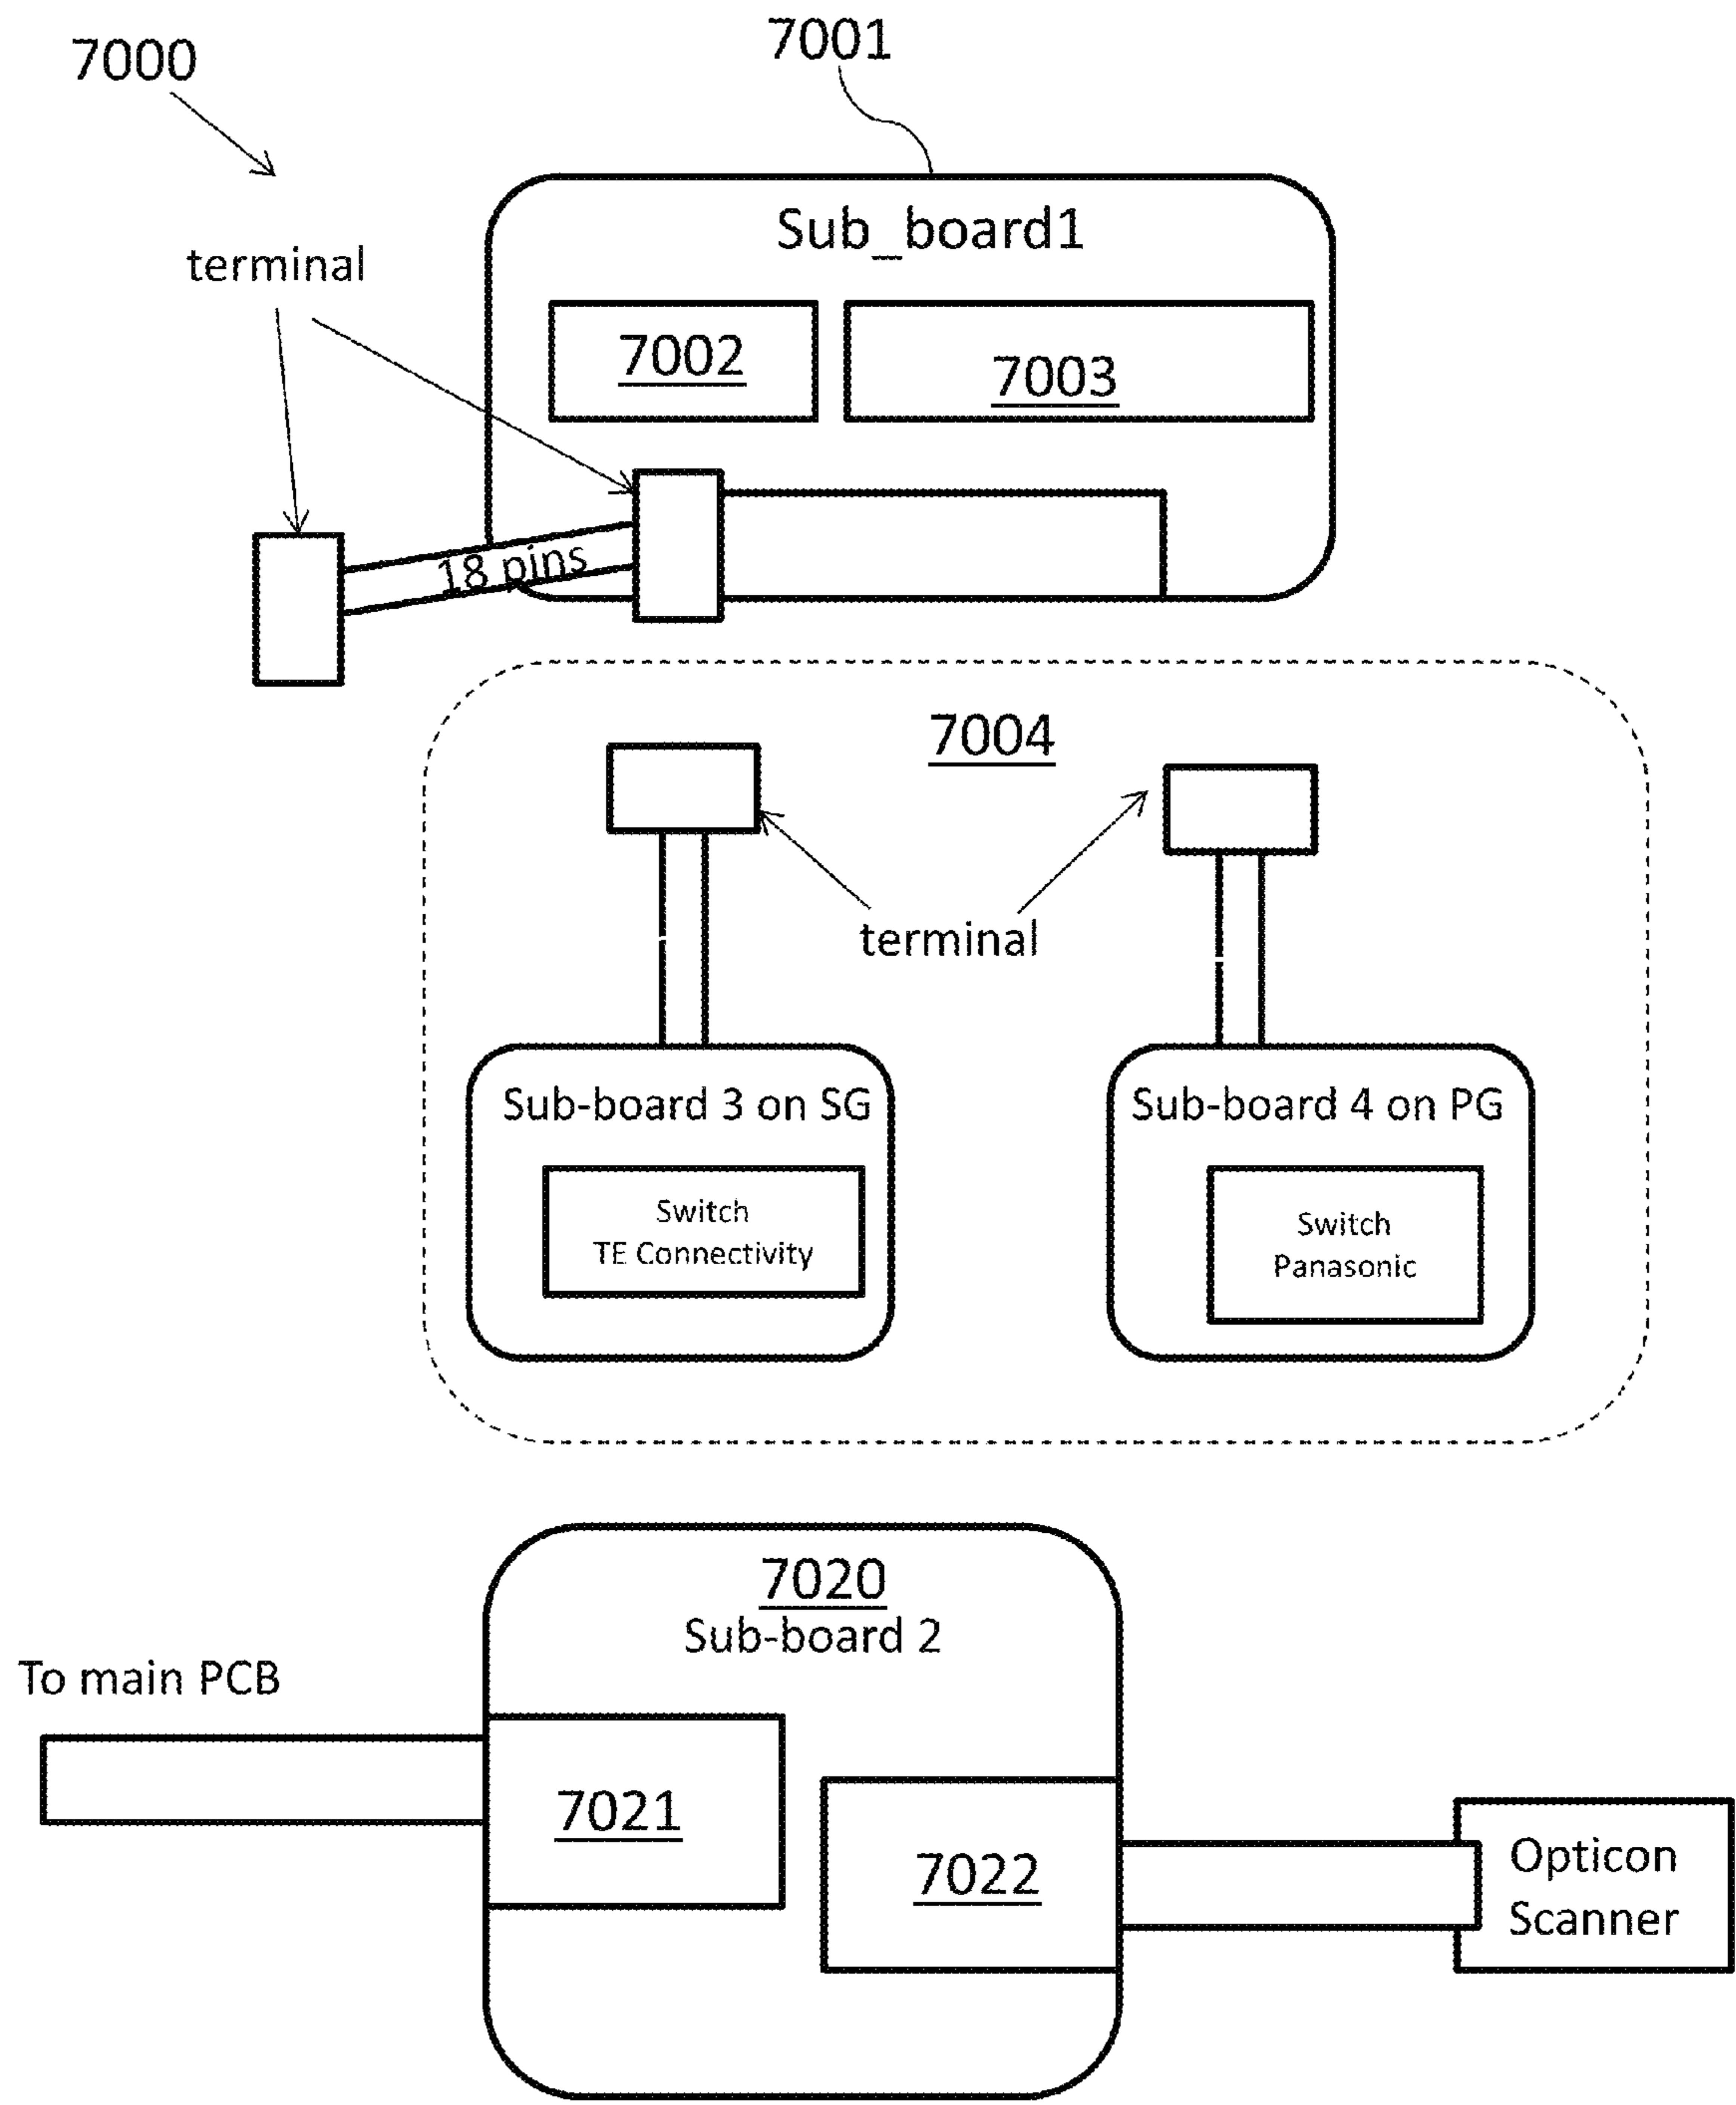 7000
7001
Sub_board1
terminal
7002
7003
18 pins
7004
terminal
Sub-board 3 on SG
Sub-board 4 on PG
Switch
TE Connectivity
Switch
Panasonic
7020
Sub-board 2
To main PCB
7021
7022
Opticon
Scanner